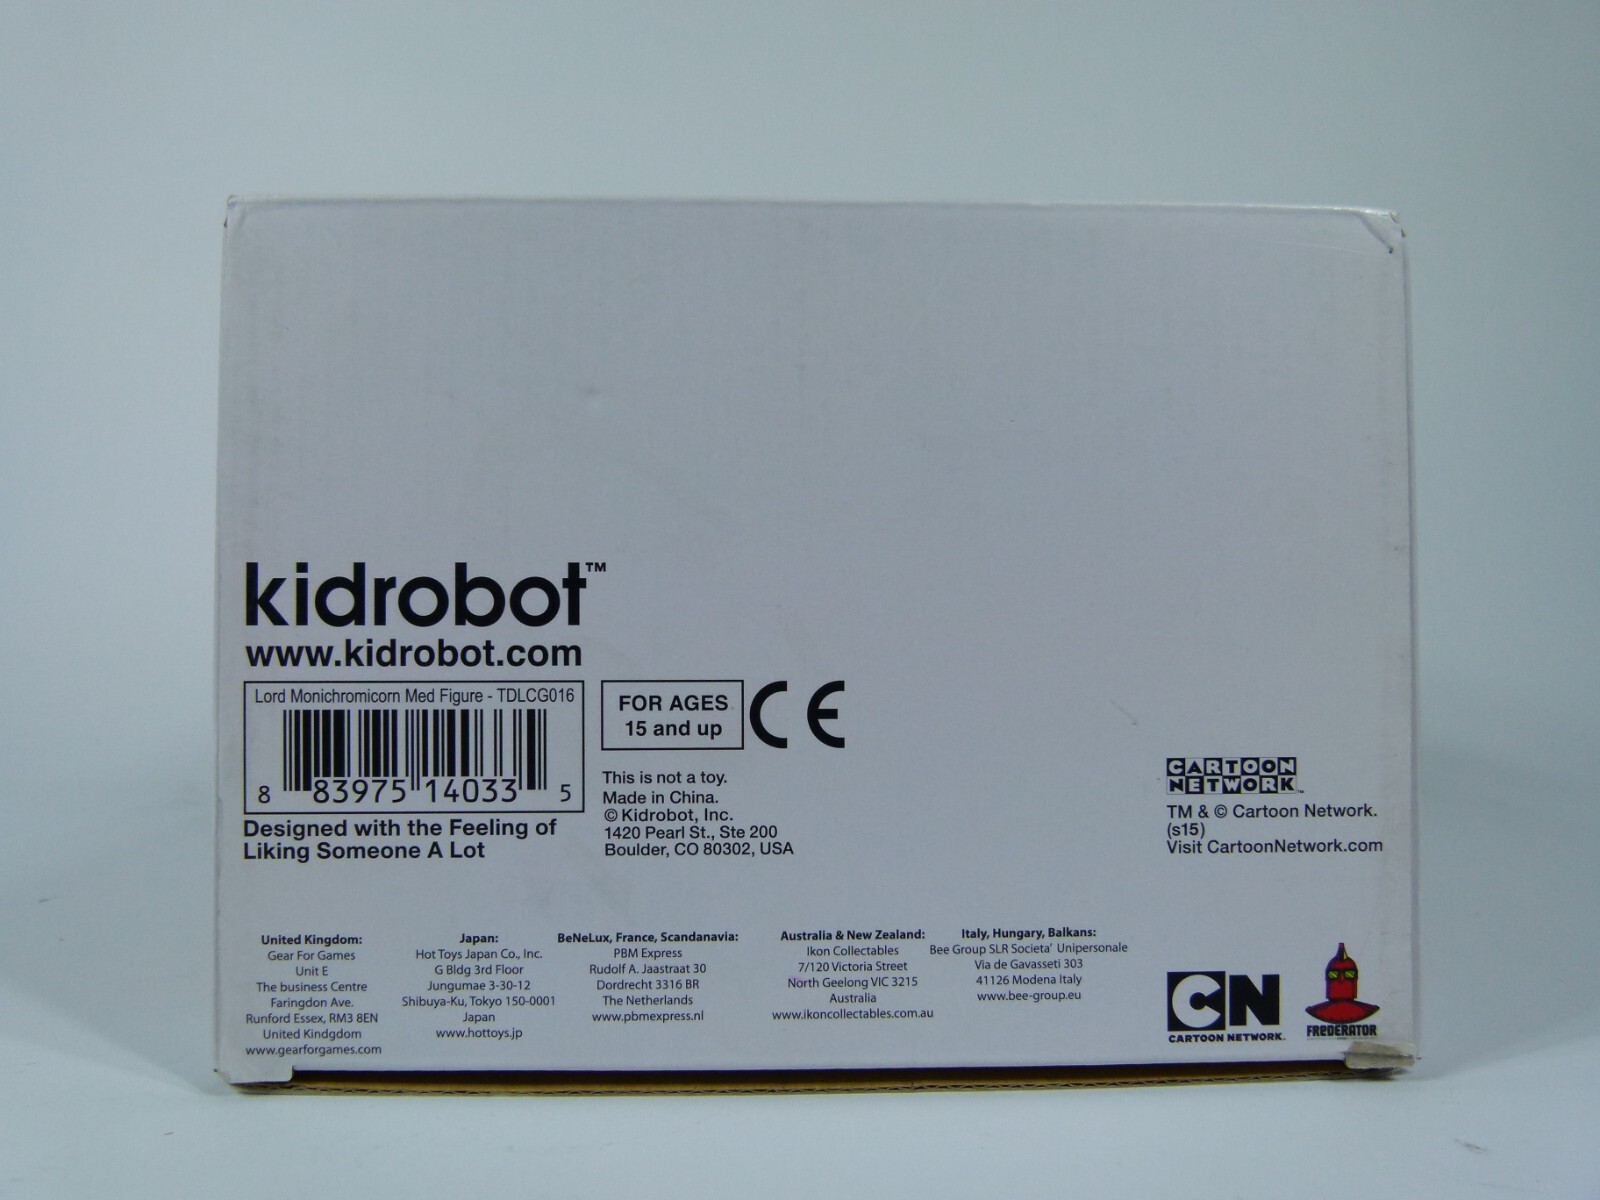 kidrobot™
www.kidrobot.com
Lord Monichromicorn Med Figure - TDLCG016
8 83975 14033 5
Designed with the Feeling of
Liking Someone A Lot
FOR AGES
15 and up
CE
This is not a toy.
Made in China.
© Kidrobot, Inc.
1420 Pearl St., Ste 200
Boulder, CO 80302, USA
CARTOON
NETWORK™
TM & © Cartoon Network.
(s15)
Visit CartoonNetwork.com
United Kingdom:
Gear For Games
Unit E
The business Centre
Faringdon Ave.
Runford Essex, RM3 8EN
United Kindgdom
www.gearforgames.com
Japan:
Hot Toys Japan Co., Inc.
G Bldg 3rd Floor
Jungumae 3-30-12
Shibuya-Ku, Tokyo 150-0001
Japan
www.hottoys.jp
BeNeLux, France, Scandanavia:
PBM Express
Rudolf A. Jaastraat 30
Dordrecht 3316 BR
The Netherlands
www.pbmexpress.nl
Australia & New Zealand:
Ikon Collectables
7/120 Victoria Street
North Geelong VIC 3215
Australia
www.ikoncollectables.com.au
Italy, Hungary, Balkans:
Bee Group SLR Societa' Unipersonale
Via de Gavasseti 303
41126 Modena Italy
www.bee-group.eu
CN
CARTOON NETWORK.
FREDERATOR